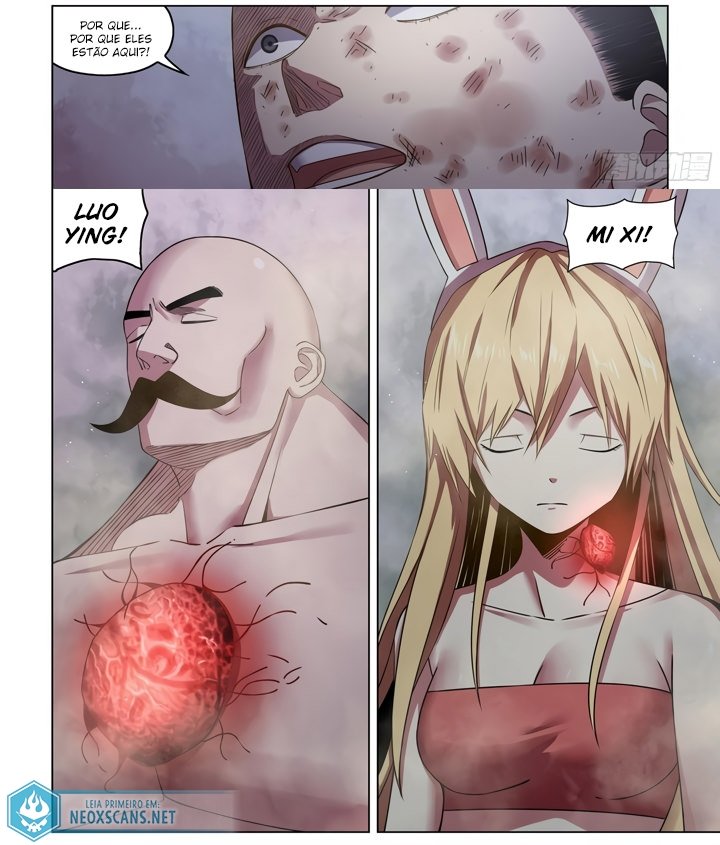 POR QUE...
POR QUE ELES
ESTÃO AQUI?!
LUO
YING!
MI XI!
LEIA PRIMEIRO EM:
NEOXSCANS.NET